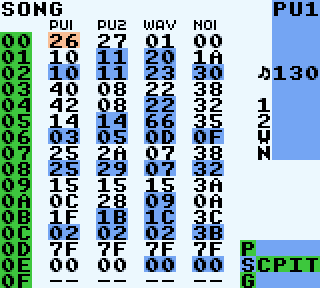 SONG PU1
PU1 PU2 WAV NOI
00 26 27 01 00
01 10 11 20 1A
02 10 11 23 30 ♫130
03 40 08 22 38
04 42 08 22 32 1
05 14 14 66 35 2
06 03 05 0D 0F W
07 25 2A 07 38 N
08 25 29 07 32
09 15 15 15 3A
0A 0C 28 09 0A
0B 1F 1B 1C 3C
0C 02 02 02 3B
0D 7F 7F 7F 7F P
0E 00 00 00 00 S CPIT
0F -- -- -- -- G